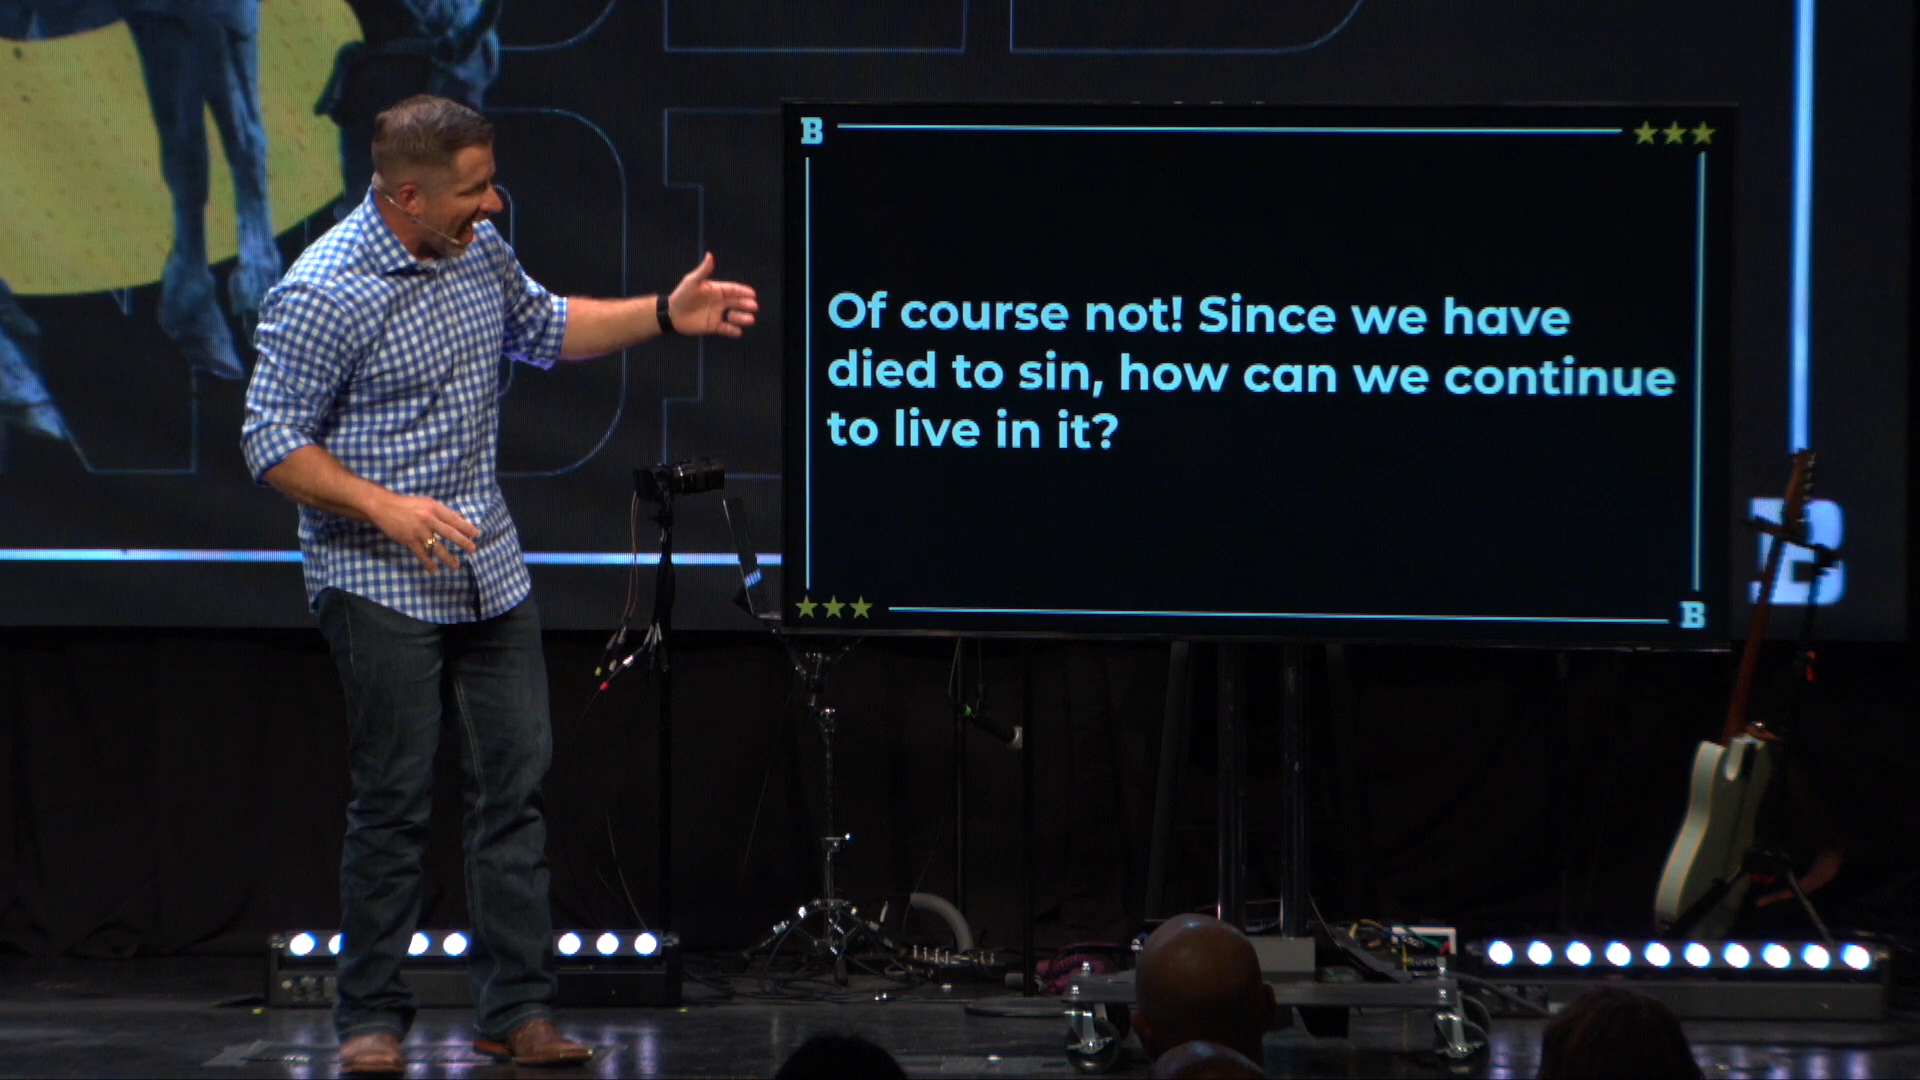 B
Of course not! Since we have
died to sin, how can we continue
to live in it?
B
B